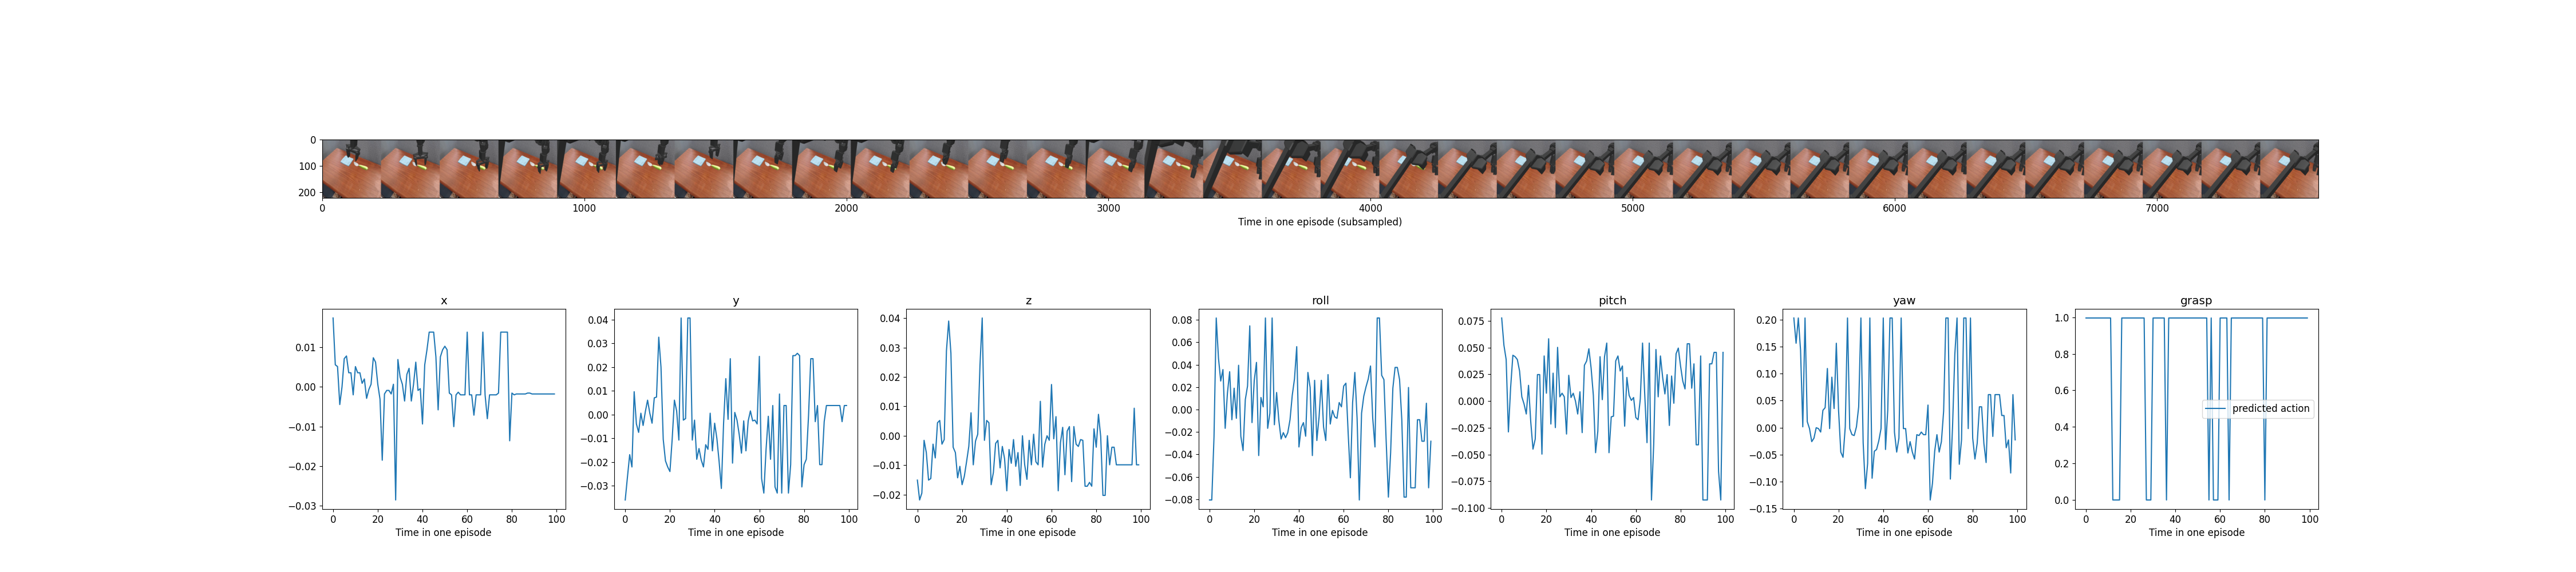 0
100
200
0 1000 2000 3000 4000 5000 6000 7000
Time in one episode (subsampled)
x
0.01
0.00
−0.01
−0.02
−0.03
0 20 40 60 80 100
Time in one episode
y
0.04
0.03
0.02
0.01
0.00
−0.01
−0.02
−0.03
0 20 40 60 80 100
Time in one episode
z
0.04
0.03
0.02
0.01
0.00
−0.01
−0.02
0 20 40 60 80 100
Time in one episode
roll
0.08
0.06
0.04
0.02
0.00
−0.02
−0.04
−0.06
−0.08
0 20 40 60 80 100
Time in one episode
pitch
0.075
0.050
0.025
0.000
−0.025
−0.050
−0.075
−0.100
0 20 40 60 80 100
Time in one episode
yaw
0.20
0.15
0.10
0.05
0.00
−0.05
−0.10
−0.15
0 20 40 60 80 100
Time in one episode
grasp
1.0
0.8
0.6
0.4
0.2
0.0
predicted action
0 20 40 60 80 100
Time in one episode